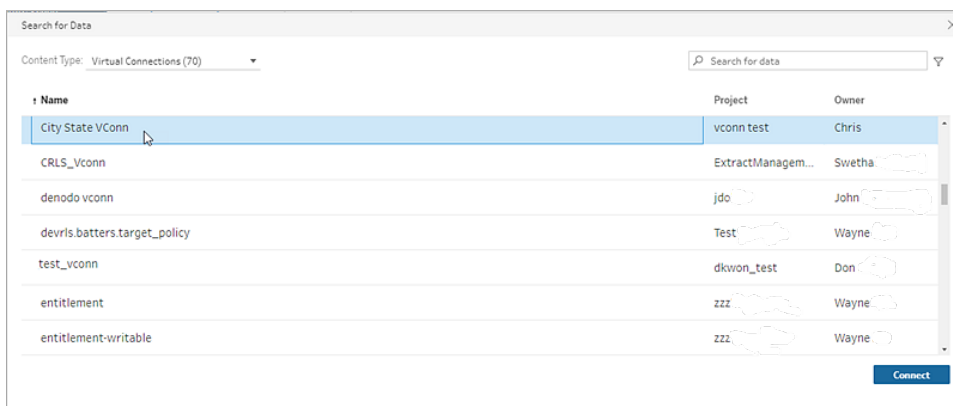 Search for Data
Content Type: Virtual Connections (70)
Search for data
↑ Name Project Owner
City State VConn vconn test Chris
CRLS_Vconn ExtractManagem... Swetha
denodo vconn jdo John
devrls.batters.target_policy Test Wayne
test_vconn dkwon_test Don
entitlement zzz Wayne
entitlement-writable zzz Wayne
Connect